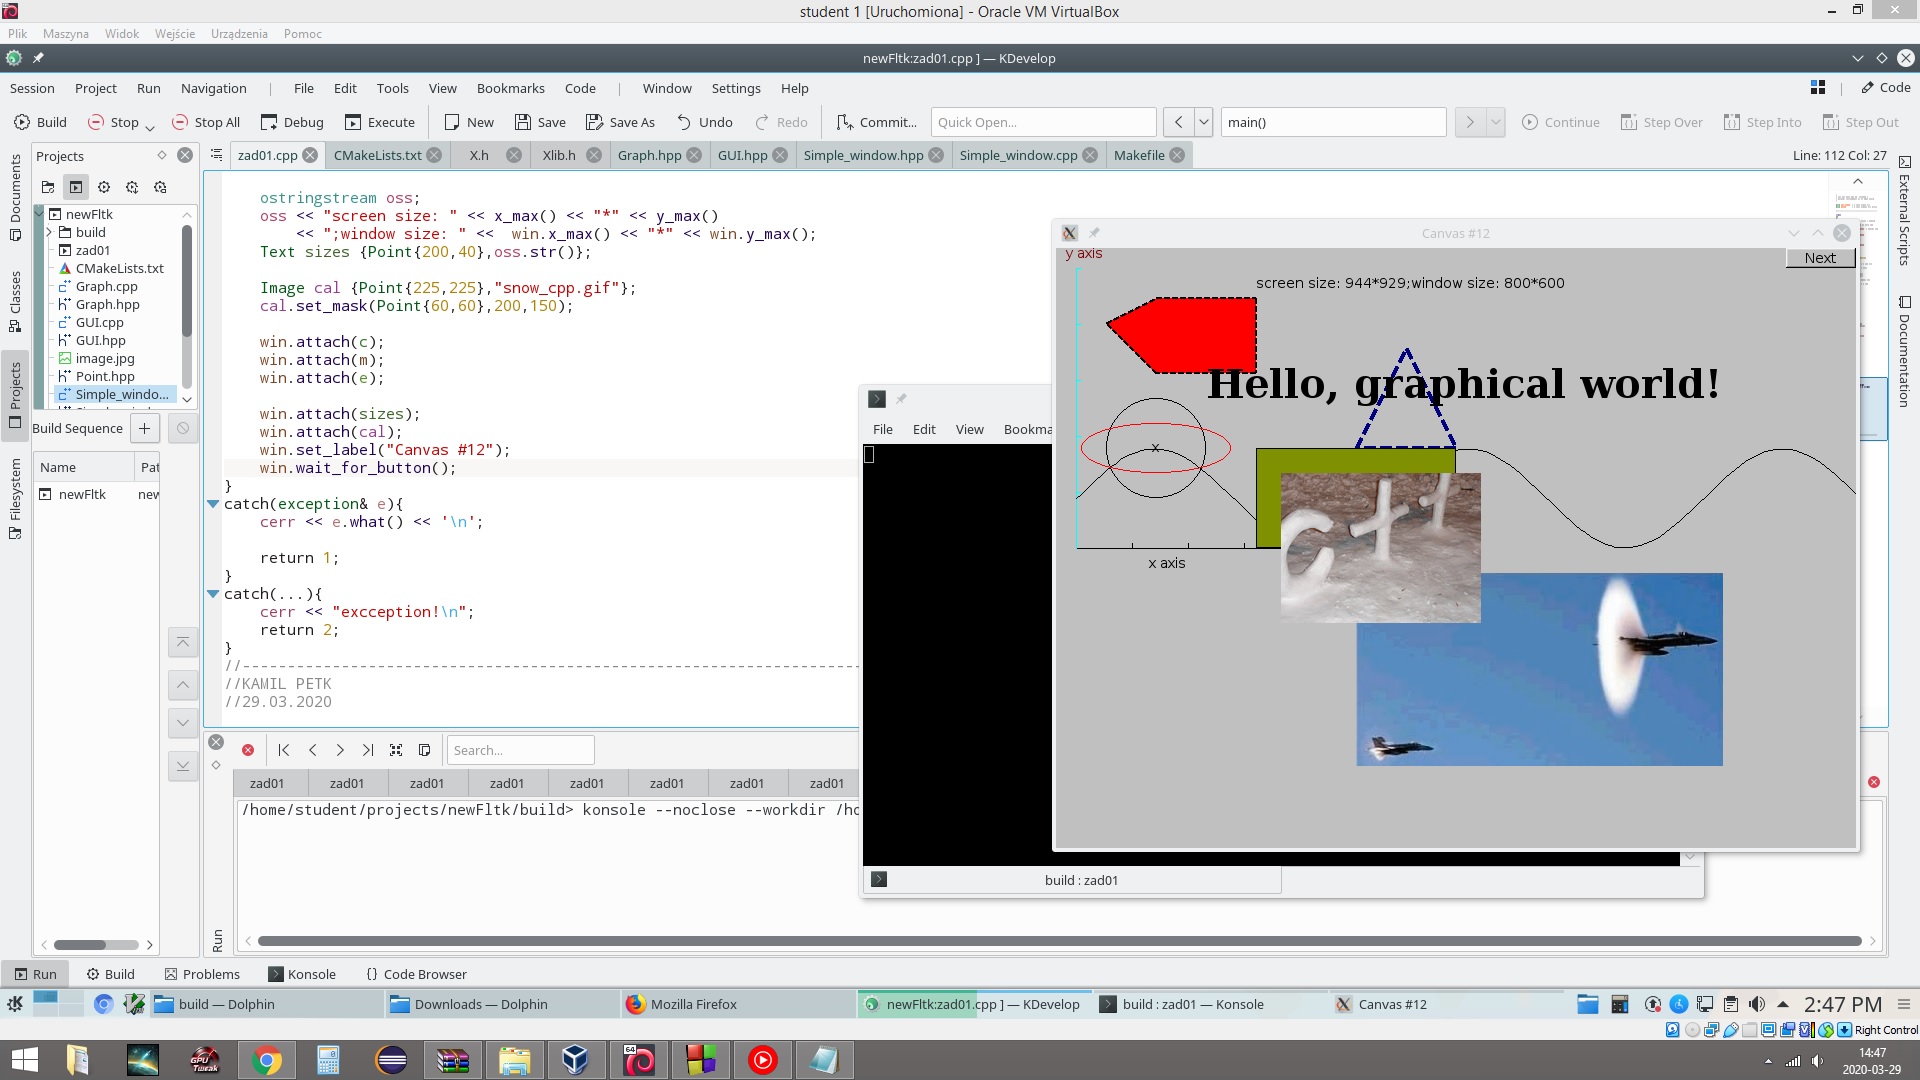 student 1 [Uruchomiona] - Oracle VM VirtualBox
Plik Maszyna Widok Wejście Urządzenia Pomoc
newFltk:zad01.cpp ] — KDevelop
Session Project Run Navigation | File Edit Tools View Bookmarks Code | Window Settings Help
Code
Build Stop Stop All Debug Execute New Save Save As Undo Redo Commit... Quick Open... main() Continue Step Over Step Into Step Out
Projects
zad01.cpp CMakeLists.txt X.h Xlib.h Graph.hpp GUI.hpp Simple_window.hpp Simple_window.cpp Makefile
Line: 112 Col: 27
Documents
Classes
Projects
Filesystem
newFltk
build
zad01
CMakeLists.txt
Graph.cpp
Graph.hpp
GUI.cpp
GUI.hpp
image.jpg
Point.hpp
Simple_windo...
Build Sequence
Name Pat
newFltk new
ostringstream oss;
oss << "screen size: " << x_max() << "*" << y_max()
<< ";window size: " << win.x_max() << "*" << win.y_max();
Text sizes {Point{200,40},oss.str()};
Image cal {Point{225,225},"snow_cpp.gif"};
cal.set_mask(Point{60,60},200,150);
win.attach(c);
win.attach(m);
win.attach(e);
win.attach(sizes);
win.attach(cal);
win.set_label("Canvas #12");
win.wait_for_button();
}
catch(exception& e){
cerr << e.what() << '\n';
return 1;
}
catch(...){
cerr << "excception!\n";
return 2;
}
//---------------------------------------------------------------------
//KAMIL PETK
//29.03.2020
External Scripts
Documentation
File Edit View Bookma
build : zad01
Canvas #12
y axis
Next
screen size: 944*929;window size: 800*600
Hello, graphical world!
x
x axis
Search...
zad01 zad01 zad01 zad01 zad01 zad01 zad01 zad01
/home/student/projects/newFltk/build> konsole --noclose --workdir /ho
Run
Run Build Problems Konsole {} Code Browser
build — Dolphin Downloads — Dolphin Mozilla Firefox newFltk:zad01.cpp ] — KDevelop build : zad01 — Konsole Canvas #12 2:47 PM
Right Control
GPU Tweak
64
14:47
2020-03-29